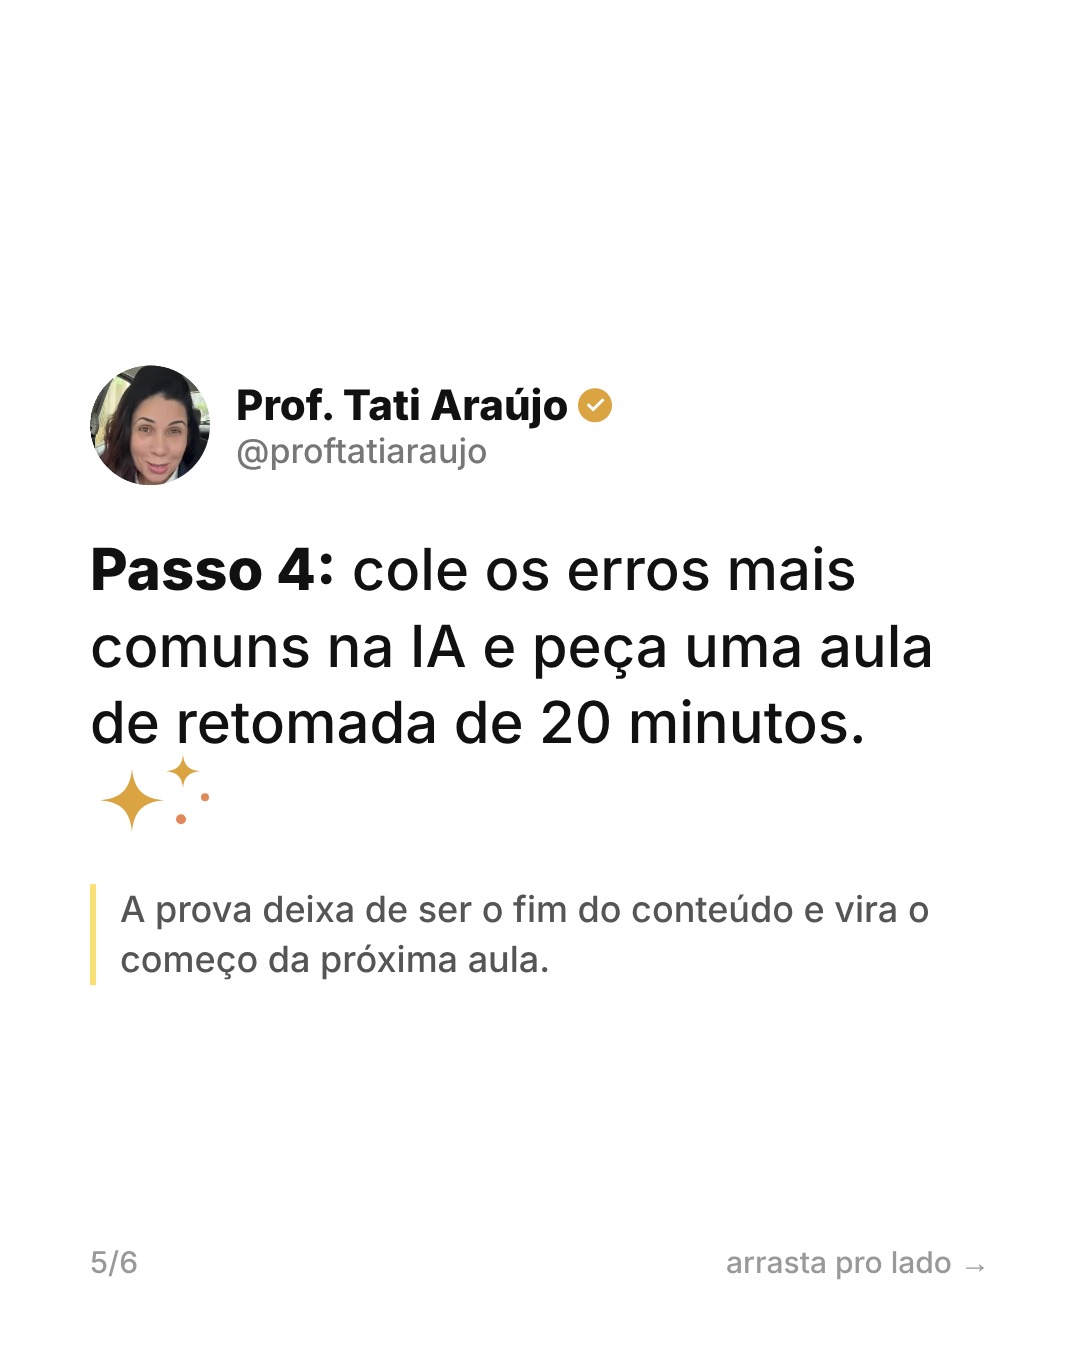 Prof. Tati Araújo
@proftatiaraujo
Passo 4: cole os erros mais
comuns na IA e peça uma aula
de retomada de 20 minutos.
A prova deixa de ser o fim do conteúdo e vira o
começo da próxima aula.
5/6
arrasta pro lado →